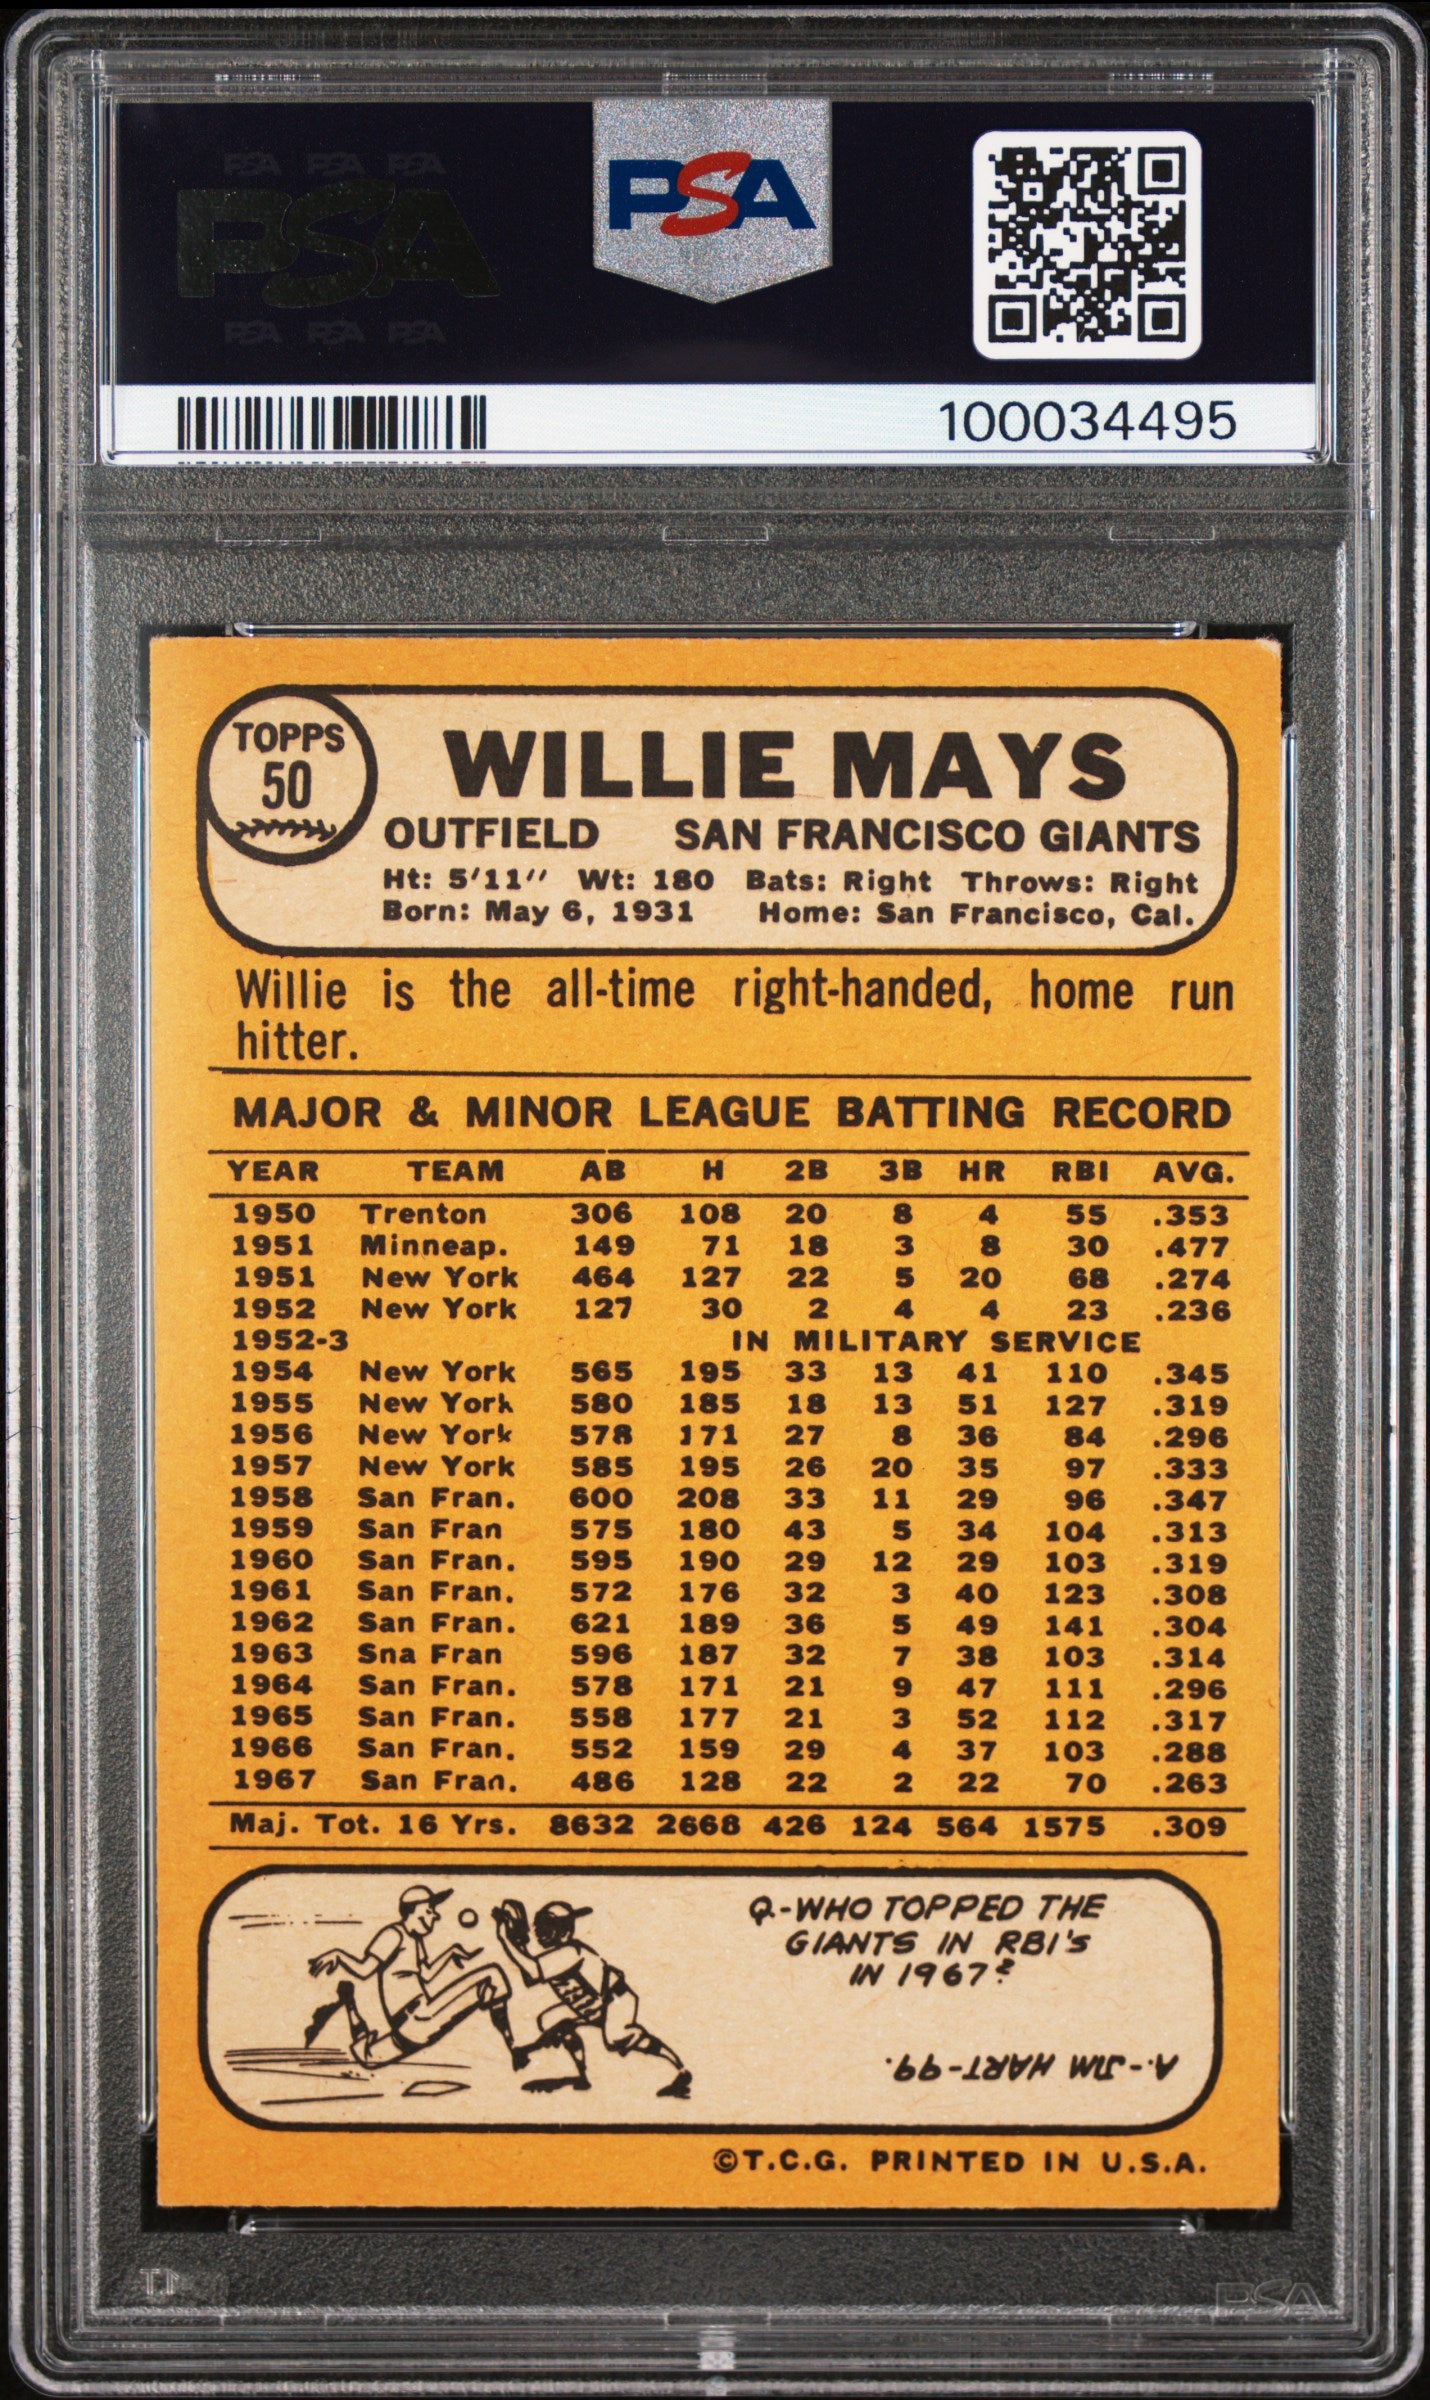 PSA PSA PSA
PSA
PSA PSA PSA
PSA
100034495
TOPPS
50
WILLIE MAYS
OUTFIELD SAN FRANCISCO GIANTS
Ht: 5'11" Wt: 180 Bats: Right Throws: Right
Born: May 6, 1931 Home: San Francisco, Cal.
Willie is the all-time right-handed, home run
hitter.
MAJOR & MINOR LEAGUE BATTING RECORD
YEAR TEAM AB H 2B 3B HR RBI AVG.
1950 Trenton 306 108 20 8 4 55 .353
1951 Minneap. 149 71 18 3 8 30 .477
1951 New York 464 127 22 5 20 68 .274
1952 New York 127 30 2 4 4 23 .236
1952-3 IN MILITARY SERVICE
1954 New York 565 195 33 13 41 110 .345
1955 New York 580 185 18 13 51 127 .319
1956 New York 578 171 27 8 36 84 .296
1957 New York 585 195 26 20 35 97 .333
1958 San Fran. 600 208 33 11 29 96 .347
1959 San Fran 575 180 43 5 34 104 .313
1960 San Fran. 595 190 29 12 29 103 .319
1961 San Fran. 572 176 32 3 40 123 .308
1962 San Fran. 621 189 36 5 49 141 .304
1963 Sna Fran 596 187 32 7 38 103 .314
1964 San Fran. 578 171 21 9 47 111 .296
1965 San Fran. 558 177 21 3 52 112 .317
1966 San Fran. 552 159 29 4 37 103 .288
1967 San Fran. 486 128 22 2 22 70 .263
Maj. Tot. 16 Yrs. 8632 2668 426 124 564 1575 .309
Q-WHO TOPPED THE
GIANTS IN RBI'S
IN 1967?
A.-JIM HART-99.
©T.C.G. PRINTED IN U.S.A.
PSA